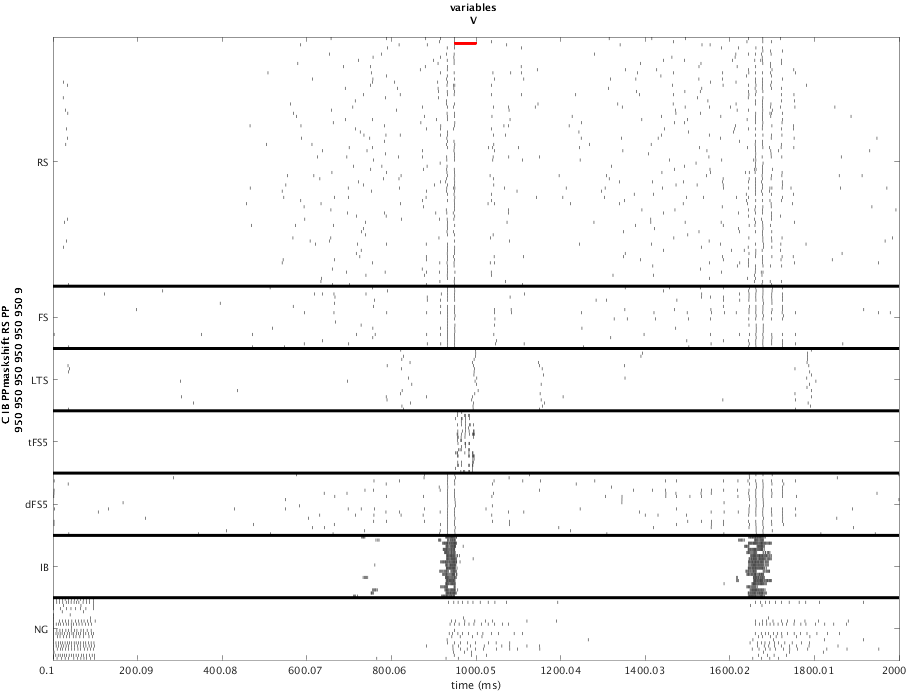 variables
V
C IB PPmaskshift RS PP
950 950 950 950 950 950 9
RS
FS
LTS
tFS5
dFS5
IB
NG
0.1 200.09 400.08 600.07 800.06 1000.05 1200.04 1400.03 1600.02 1800.01 2000
time (ms)